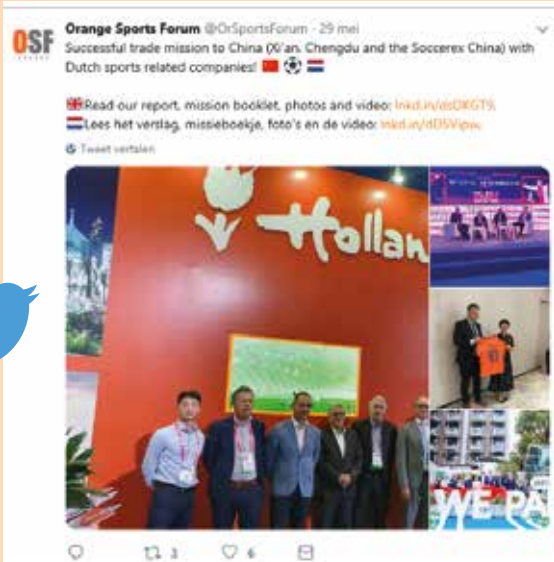 OSF
Orange Sports Forum @OrSportsForum · 29 mei
Successful trade mission to China (Xi'an, Chengdu and the Soccerex China) with
Dutch sports related companies!
Read our report, mission booklet, photos and video:
Lees het verslag, missieboekje, foto's en de video:
Tweet vertalen
Hollan
WE PA
3
6